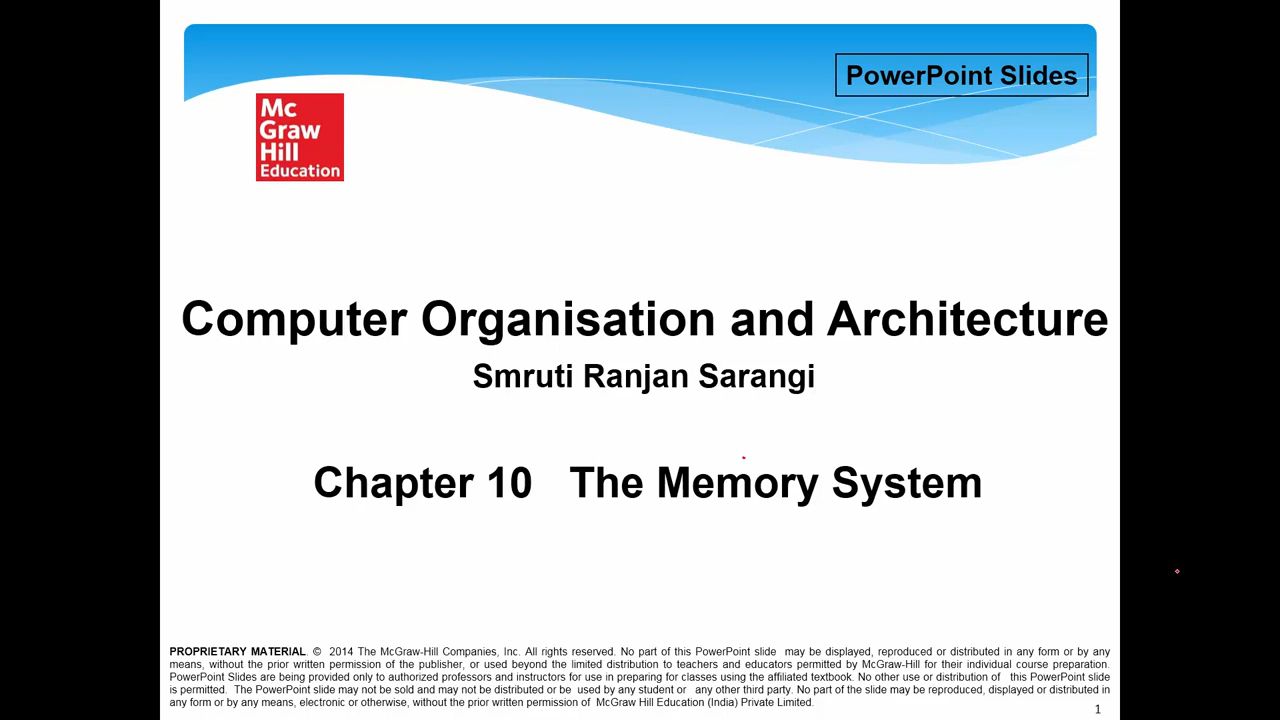 PowerPoint Slides
Mc
Graw
Hill
Education
Computer Organisation and Architecture
Smruti Ranjan Sarangi
Chapter 10 The Memory System
PROPRIETARY MATERIAL. © 2014 The McGraw-Hill Companies, Inc. All rights reserved. No part of this PowerPoint slide may be displayed, reproduced or distributed in any form or by any
means, without the prior written permission of the publisher, or used beyond the limited distribution to teachers and educators permitted by McGraw-Hill for their individual course preparation.
PowerPoint Slides are being provided only to authorized professors and instructors for use in preparing for classes using the affiliated textbook. No other use or distribution of this PowerPoint slide
is permitted. The PowerPoint slide may not be sold and may not be distributed or be used by any student or any other third party. No part of the slide may be reproduced, displayed or distributed in
any form or by any means, electronic or otherwise, without the prior written permission of McGraw Hill Education (India) Private Limited.
1